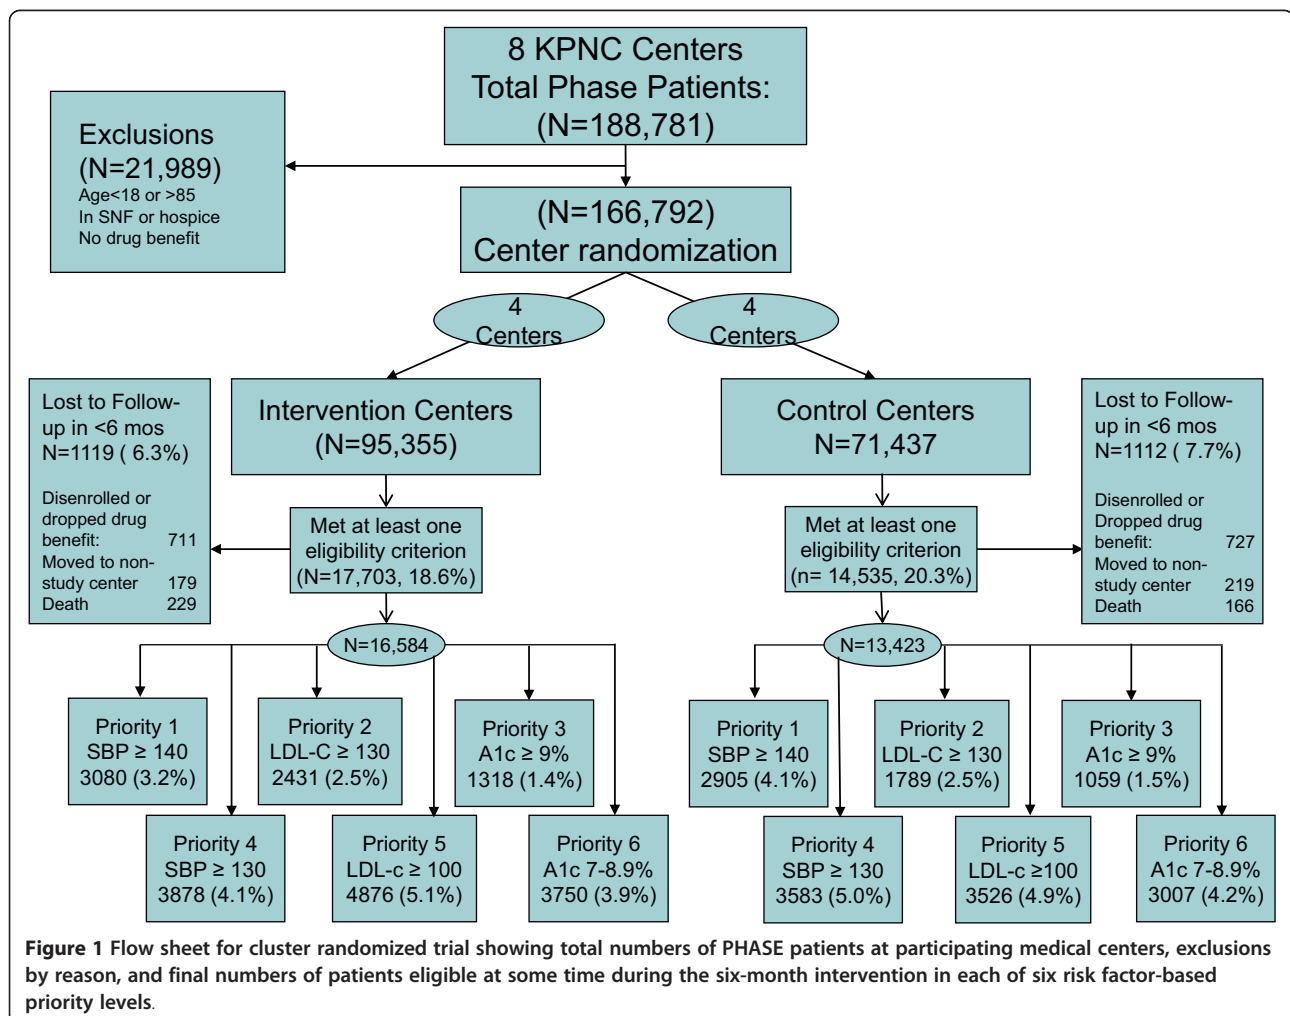 8 KPNC Centers
Total Phase Patients:
(N=188,781)
Exclusions
(N=21,989)
Age<18 or >85
In SNF or hospice
No drug benefit
(N=166,792)
Center randomization
4
Centers
4
Centers
Lost to Follow-
up in <6 mos
N=1119 ( 6.3%)
Disenrolled or
dropped drug
benefit: 711
Moved to non-
study center 179
Death 229
Intervention Centers
(N=95,355)
Control Centers
N=71,437
Lost to Follow-
up in <6 mos
N=1112 ( 7.7%)
Disenrolled or
Dropped drug
benefit: 727
Moved to non-
study center 219
Death 166
Met at least one
eligibility criterion
(N=17,703, 18.6%)
Met at least one
eligibility criterion
(n= 14,535, 20.3%)
N=16,584
N=13,423
Priority 1
SBP ≥ 140
3080 (3.2%)
Priority 2
LDL-C ≥ 130
2431 (2.5%)
Priority 3
A1c ≥ 9%
1318 (1.4%)
Priority 4
SBP ≥ 130
3878 (4.1%)
Priority 5
LDL-c ≥ 100
4876 (5.1%)
Priority 6
A1c 7-8.9%
3750 (3.9%)
Priority 1
SBP ≥ 140
2905 (4.1%)
Priority 2
LDL-C ≥ 130
1789 (2.5%)
Priority 3
A1c ≥ 9%
1059 (1.5%)
Priority 4
SBP ≥ 130
3583 (5.0%)
Priority 5
LDL-c ≥100
3526 (4.9%)
Priority 6
A1c 7-8.9%
3007 (4.2%)
Figure 1 Flow sheet for cluster randomized trial showing total numbers of PHASE patients at participating medical centers, exclusions
by reason, and final numbers of patients eligible at some time during the six-month intervention in each of six risk factor-based
priority levels.